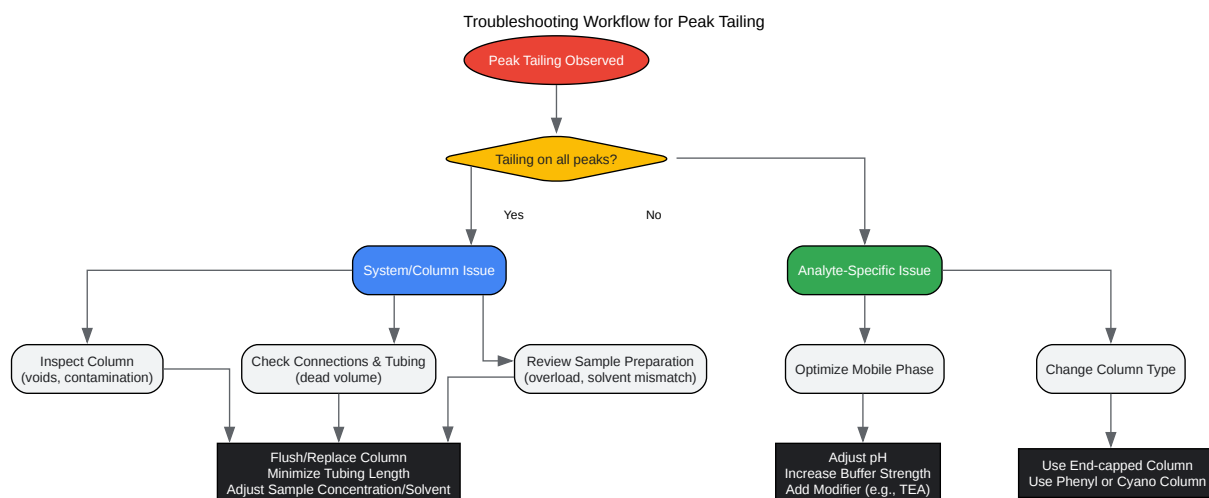 Troubleshooting Workflow for Peak Tailing
Peak Tailing Observed
Tailing on all peaks?
Yes
No
System/Column Issue
Analyte-Specific Issue
Inspect Column
(voids, contamination)
Check Connections & Tubing
(dead volume)
Review Sample Preparation
(overload, solvent mismatch)
Optimize Mobile Phase
Change Column Type
Flush/Replace Column
Minimize Tubing Length
Adjust Sample Concentration/Solvent
Adjust pH
Increase Buffer Strength
Add Modifier (e.g., TEA)
Use End-capped Column
Use Phenyl or Cyano Column